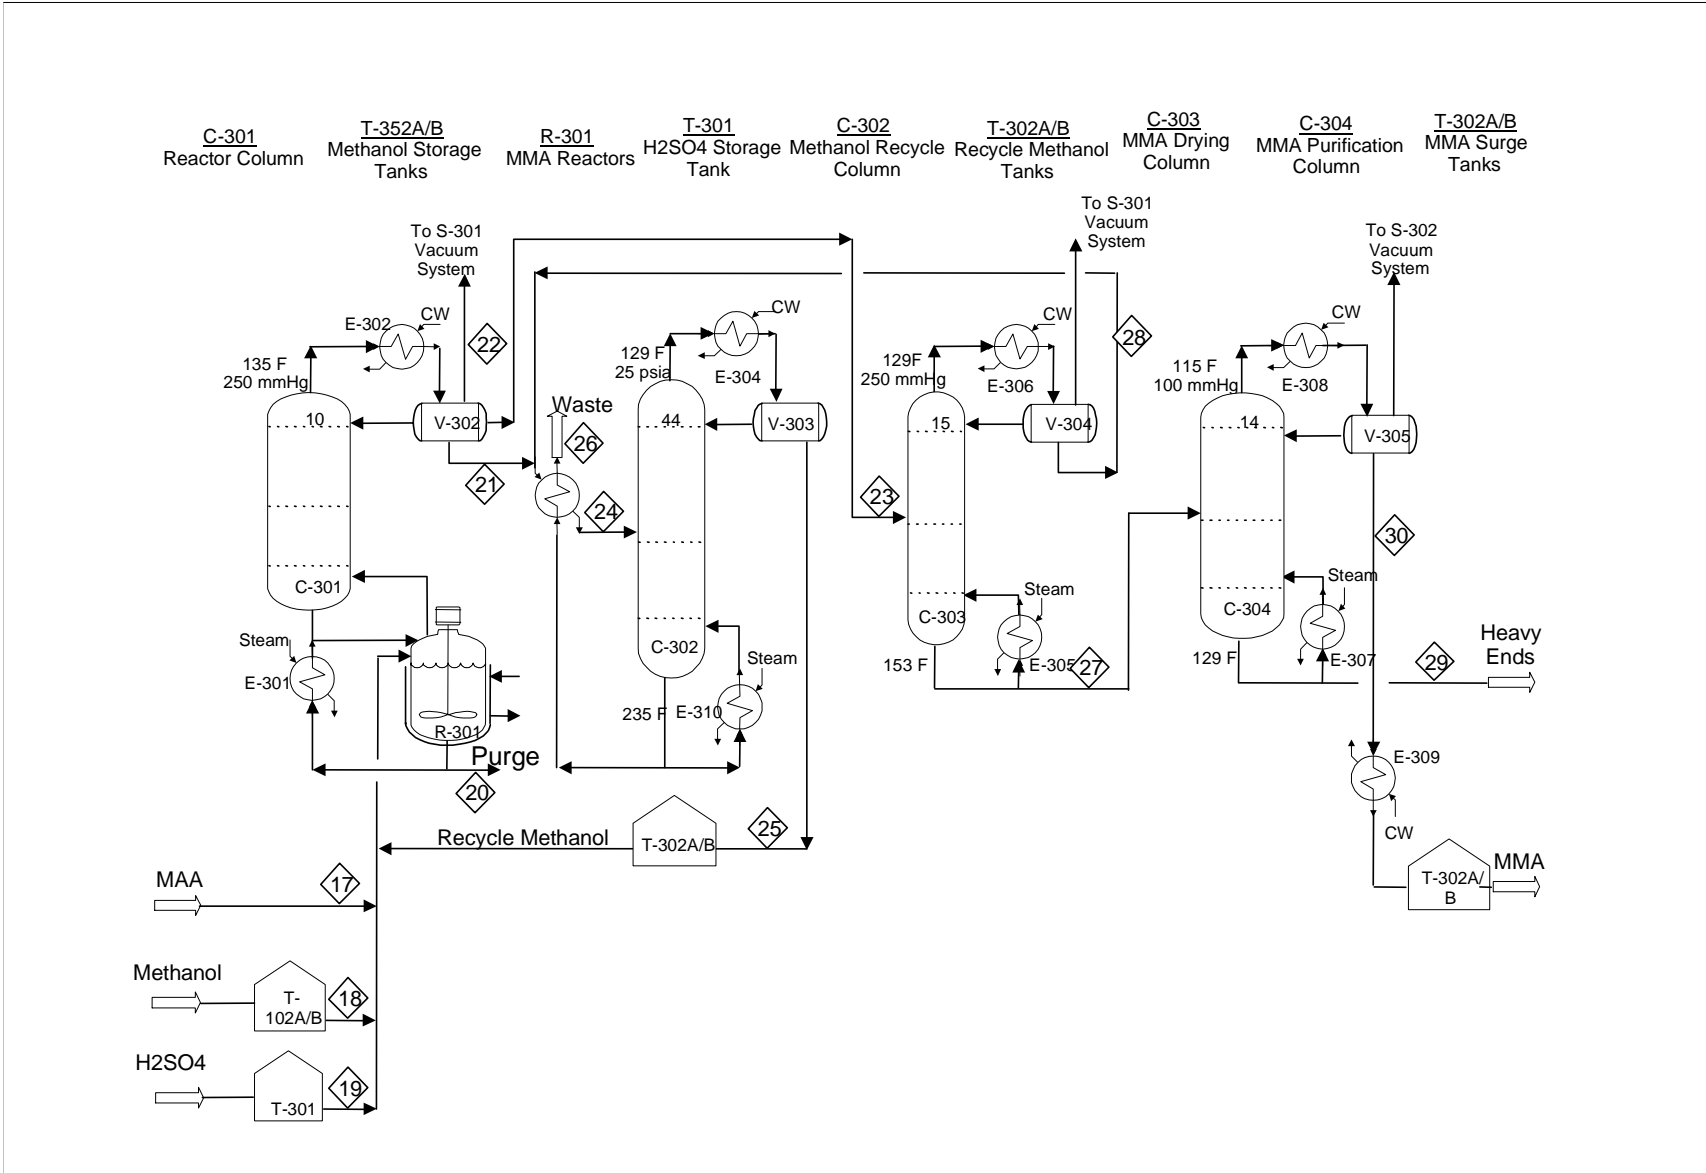 C-301
Reactor Column
T-352A/B
Methanol Storage
Tanks
R-301
MMA Reactors
T-301
H2SO4 Storage
Tank
C-302
Methanol Recycle
Column
T-302A/B
Recycle Methanol
Tanks
C-303
MMA Drying
Column
C-304
MMA Purification
Column
T-302A/B
MMA Surge
Tanks
To S-301
Vacuum
System
To S-301
Vacuum
System
To S-302
Vacuum
System
E-302
CW
22
135 F
250 mmHg
10
V-302
21
C-301
Steam
E-301
R-301
Purge
20
Waste
26
24
129 F
25 psia
CW
E-304
44
V-303
C-302
Steam
235 F
E-310
23
129F
250 mmHg
CW
E-306
28
15
V-304
C-303
Steam
153 F
E-305
27
115 F
100 mmHg
CW
E-308
14
V-305
30
C-304
Steam
129 F
E-307
29
Heavy
Ends
E-309
CW
Recycle Methanol
T-302A/B
25
MMA
T-302A/
B
MAA
17
Methanol
T-
102A/B
18
H2SO4
T-301
19